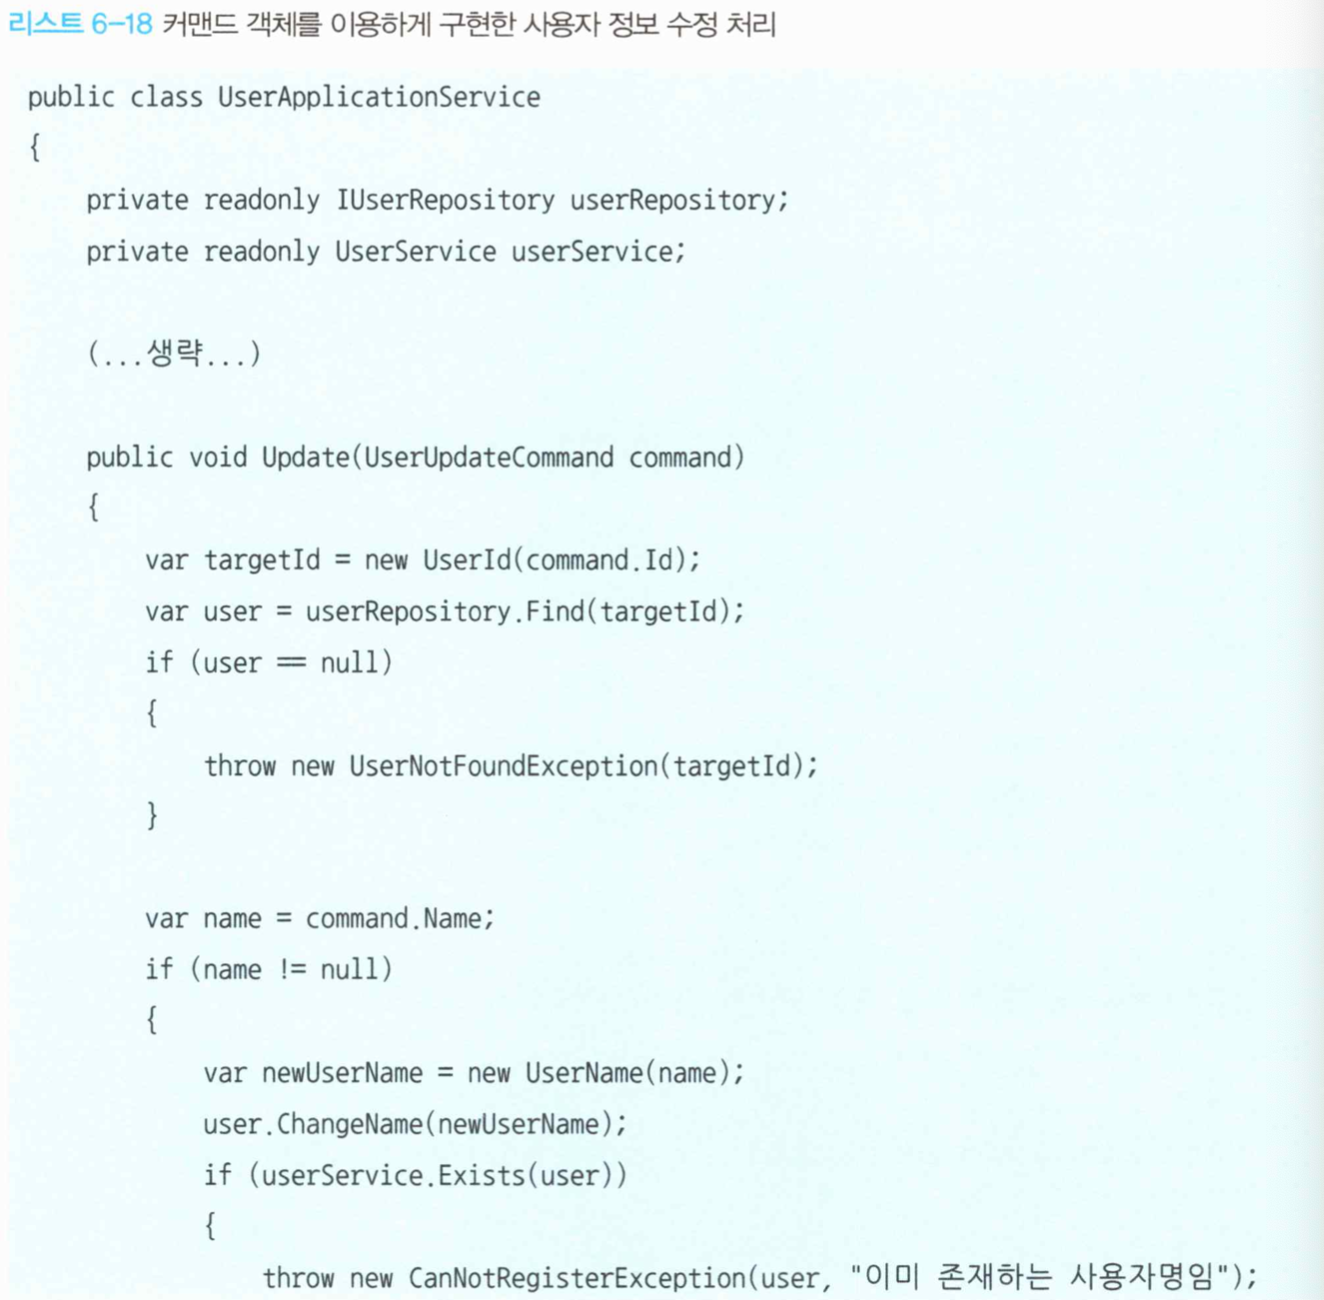 리스트 6-18 커맨드 객체를 이용하게 구현한 사용자 정보 수정 처리
public class UserApplicationService
{
    private readonly IUserRepository userRepository;
    private readonly UserService userService;

    (...생략...)

    public void Update(UserUpdateCommand command)
    {
        var targetId = new UserId(command.Id);
        var user = userRepository.Find(targetId);
        if (user == null)
        {
            throw new UserNotFoundException(targetId);
        }

        var name = command.Name;
        if (name != null)
        {
            var newUserName = new UserName(name);
            user.ChangeName(newUserName);
            if (userService.Exists(user))
            {
                throw new CanNotRegisterException(user, "이미 존재하는 사용자명임");